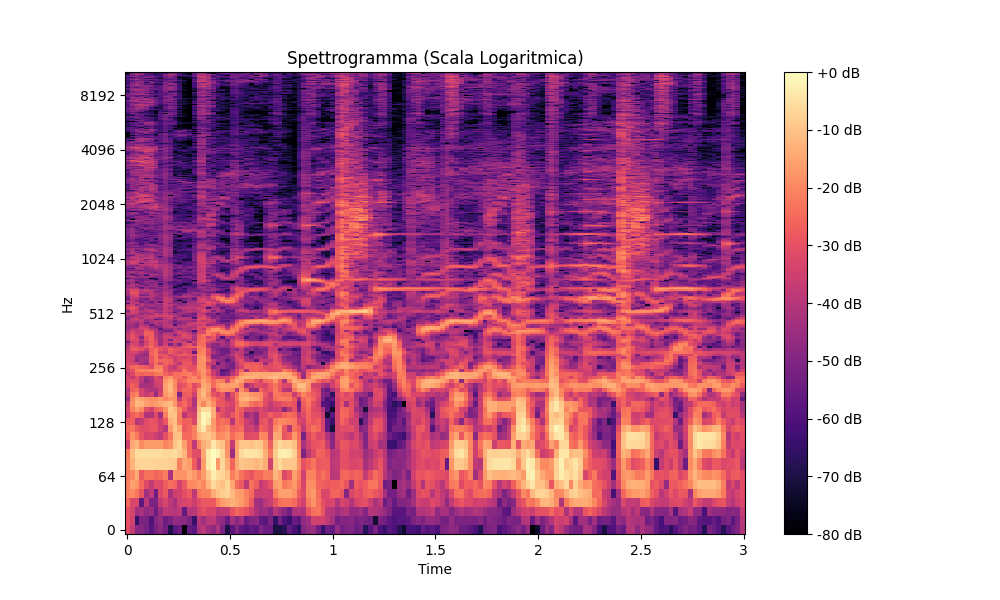 Spettrogramma (Scala Logaritmica)
Hz
8192
4096
2048
1024
512
256
128
64
0
0
0.5
1
1.5
2
2.5
3
Time
+0 dB
-10 dB
-20 dB
-30 dB
-40 dB
-50 dB
-60 dB
-70 dB
-80 dB